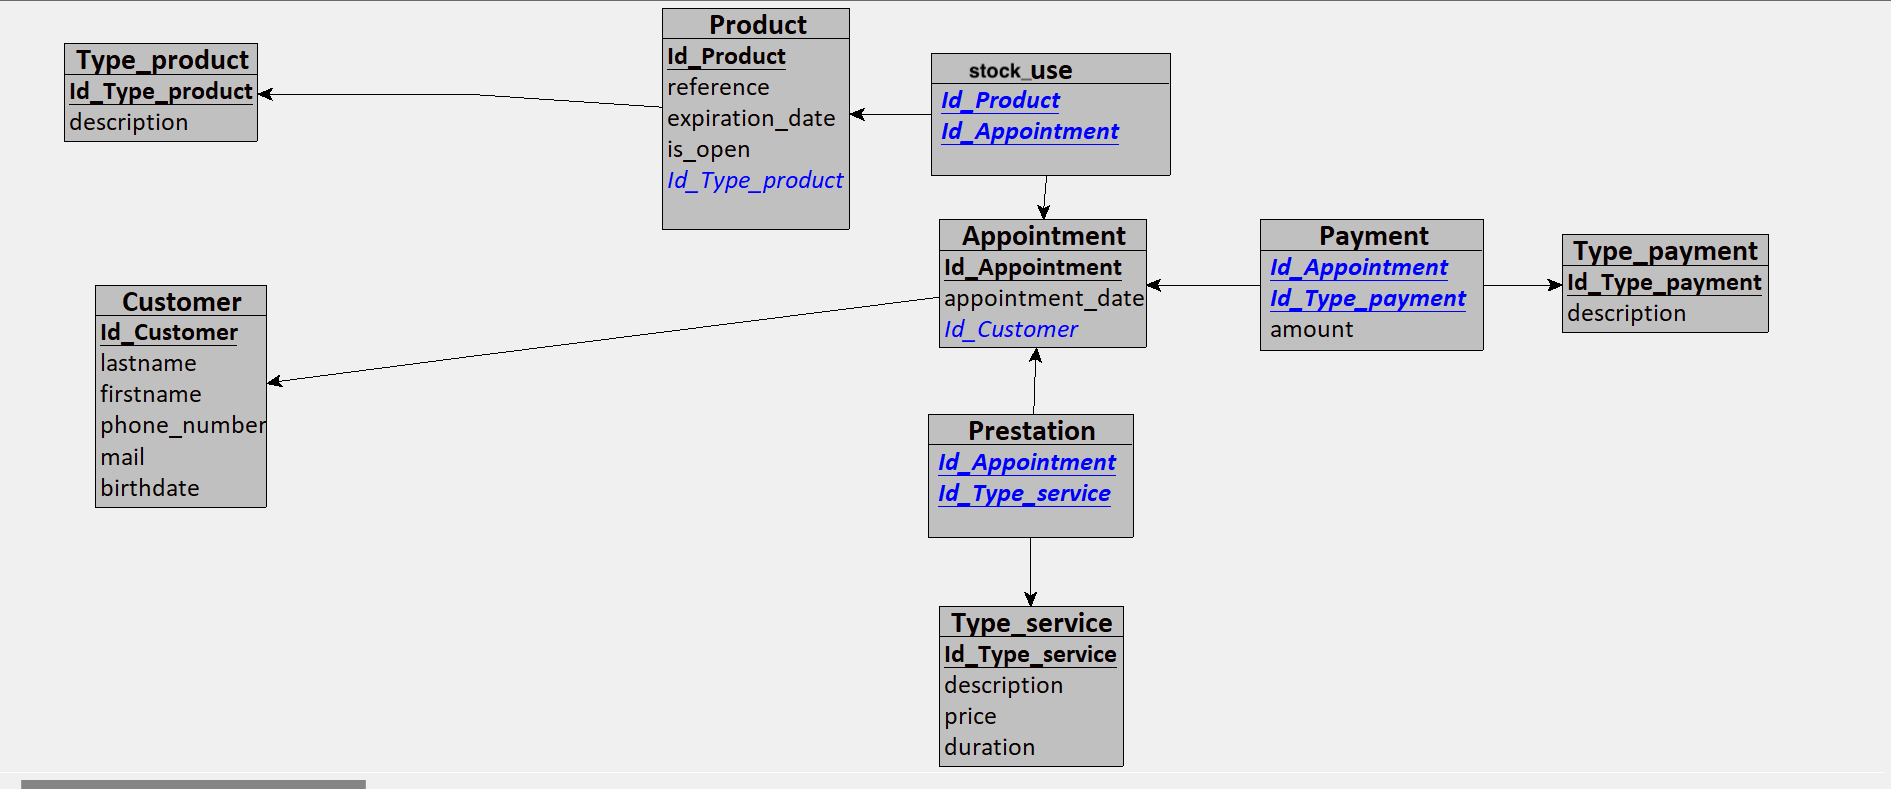 Type_product
Id_Type_product
description
Product
Id_Product
reference
expiration_date
is_open
Id_Type_product
stock_use
Id_Product
Id_Appointment
Customer
Id_Customer
lastname
firstname
phone_number
mail
birthdate
Appointment
Id_Appointment
appointment_date
Id_Customer
Payment
Id_Appointment
Id_Type_payment
amount
Type_payment
Id_Type_payment
description
Prestation
Id_Appointment
Id_Type_service
Type_service
Id_Type_service
description
price
duration